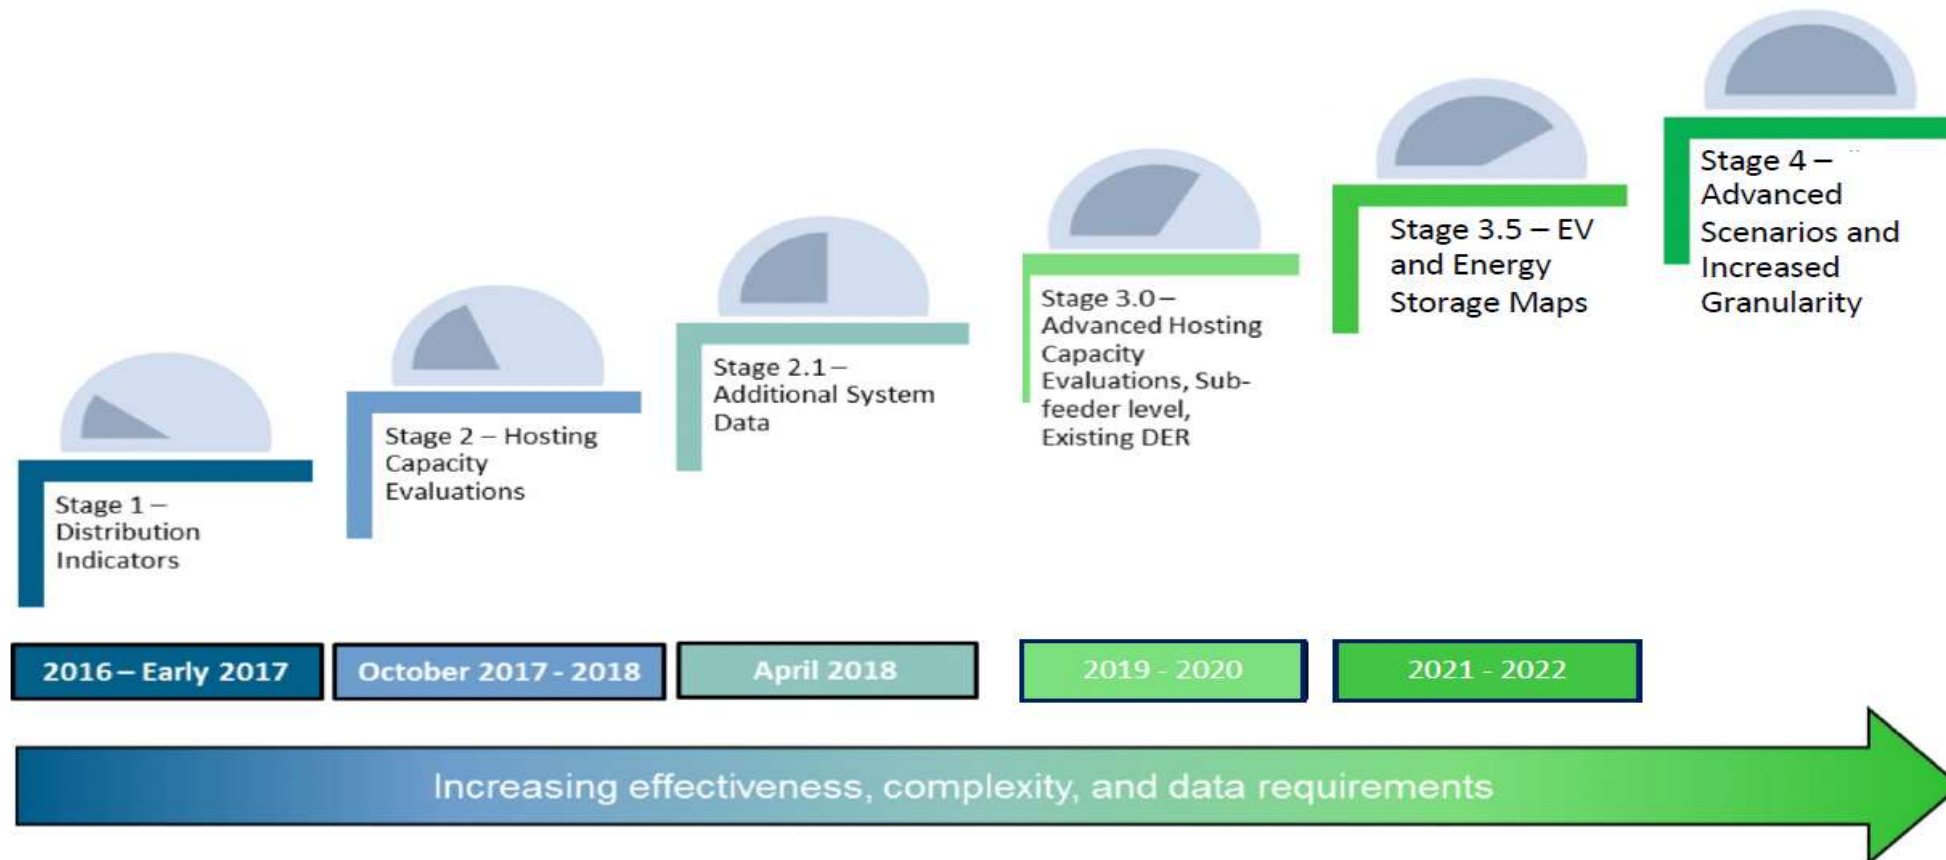 Stage 1 –
Distribution
Indicators
Stage 2 – Hosting
Capacity
Evaluations
Stage 2.1 –
Additional System
Data
Stage 3.0 –
Advanced Hosting
Capacity
Evaluations, Sub-
feeder level,
Existing DER
Stage 3.5 – EV
and Energy
Storage Maps
Stage 4 –
Advanced
Scenarios and
Increased
Granularity
2016 – Early 2017
October 2017 - 2018
April 2018
2019 - 2020
2021 - 2022
Increasing effectiveness, complexity, and data requirements